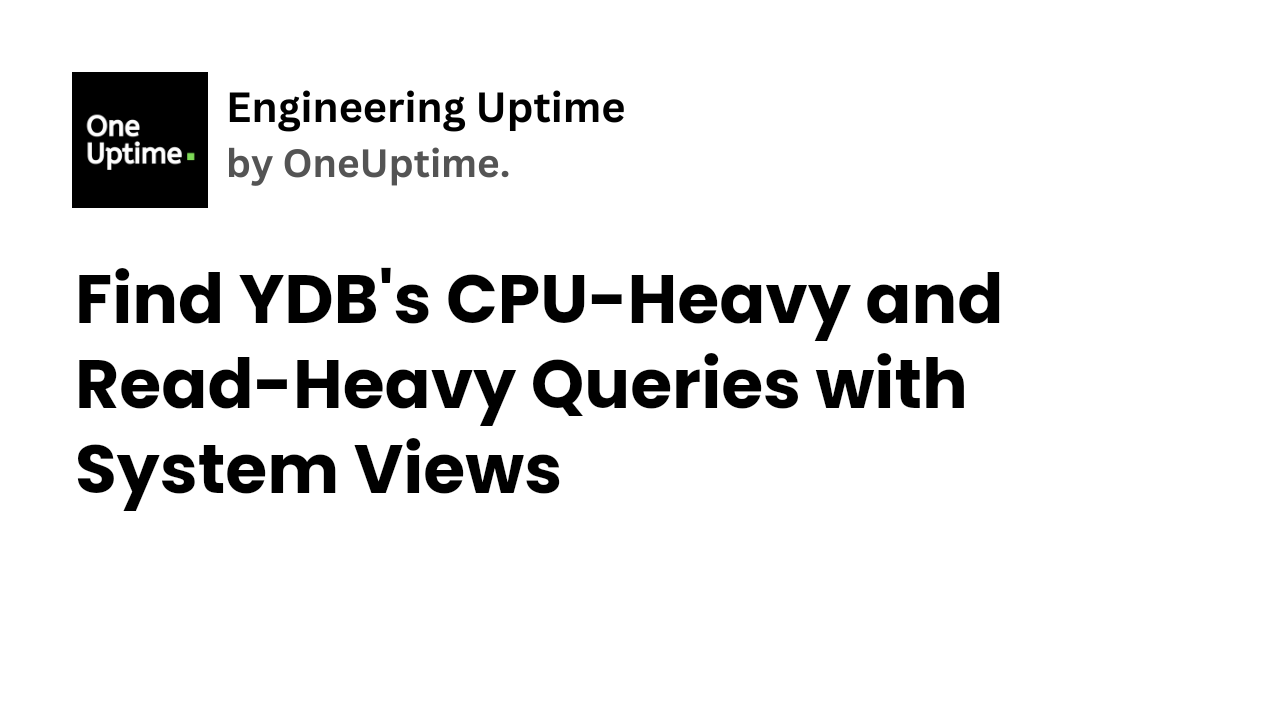 One
Uptime
Engineering Uptime
by OneUptime.
Find YDB's CPU-Heavy and
Read-Heavy Queries with
System Views